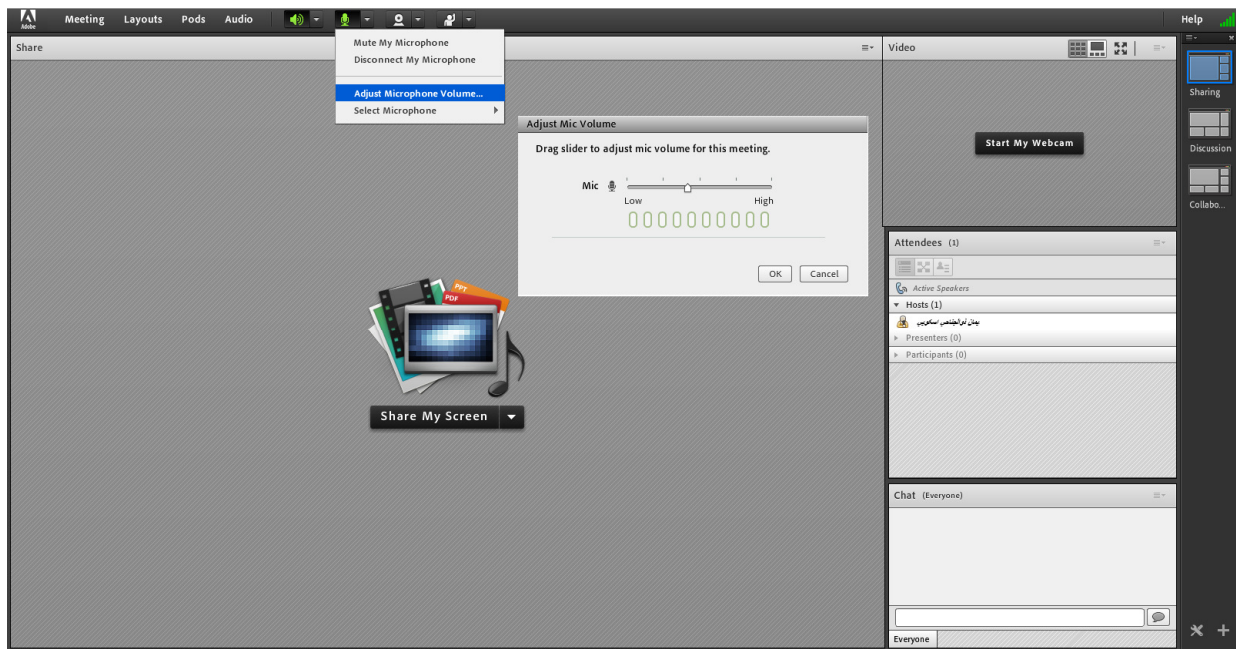 Adobe
Meeting Layouts Pods Audio Help
Mute My Microphone
Disconnect My Microphone
Adjust Microphone Volume...
Select Microphone
Share
Adjust Mic Volume
Drag slider to adjust mic volume for this meeting.
Mic
Low High
OK Cancel
PPT
PDF
Share My Screen
Video
Start My Webcam
Attendees (1)
Active Speakers
Hosts (1)
Presenters (0)
Participants (0)
Chat (Everyone)
Everyone
Sharing
Discussion
Collabo...